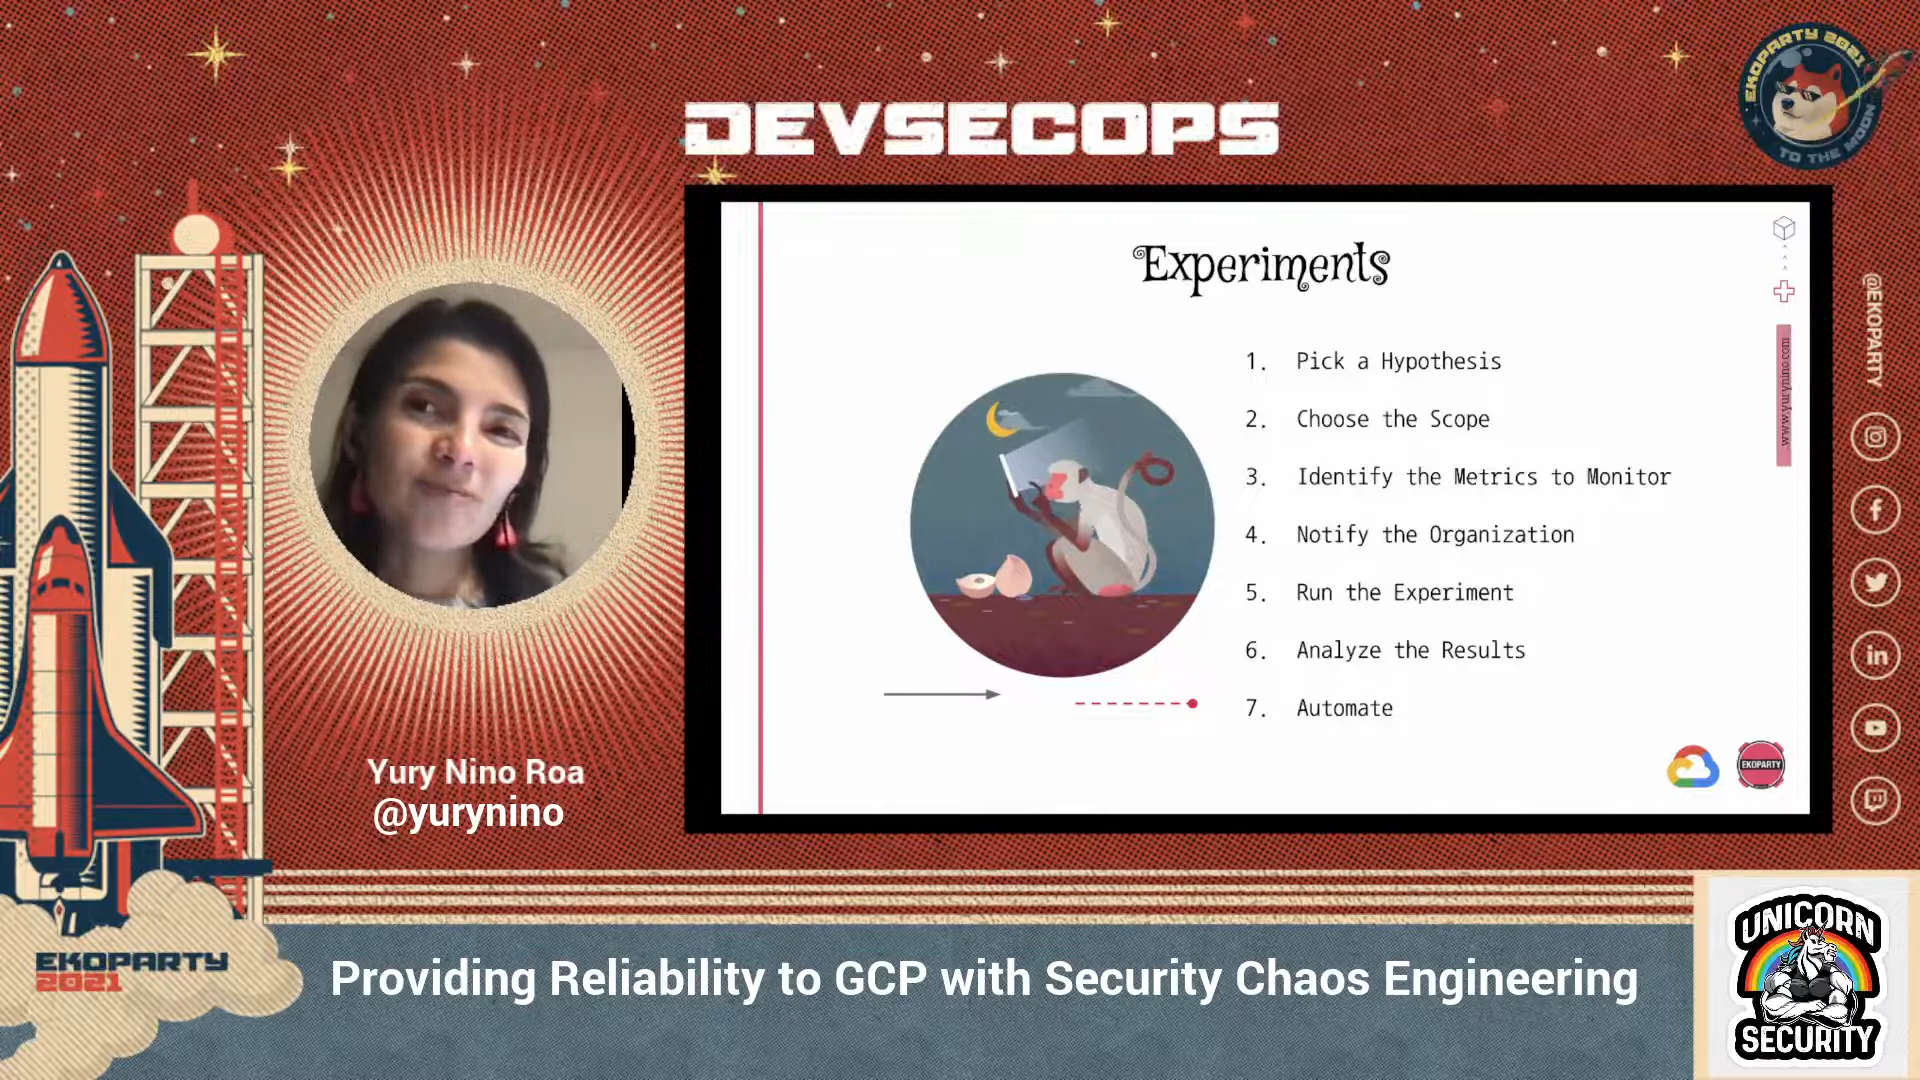 DEVSECOPS
EKOPARTY 2021
TO THE MOON
Experiments
1. Pick a Hypothesis
2. Choose the Scope
3. Identify the Metrics to Monitor
4. Notify the Organization
5. Run the Experiment
6. Analyze the Results
7. Automate
www.yurynino.com
EKOPARTY
@EKOPARTY
Yury Nino Roa
@yurynino
EKOPARTY
2021
Providing Reliability to GCP with Security Chaos Engineering
UNICORN
SECURITY